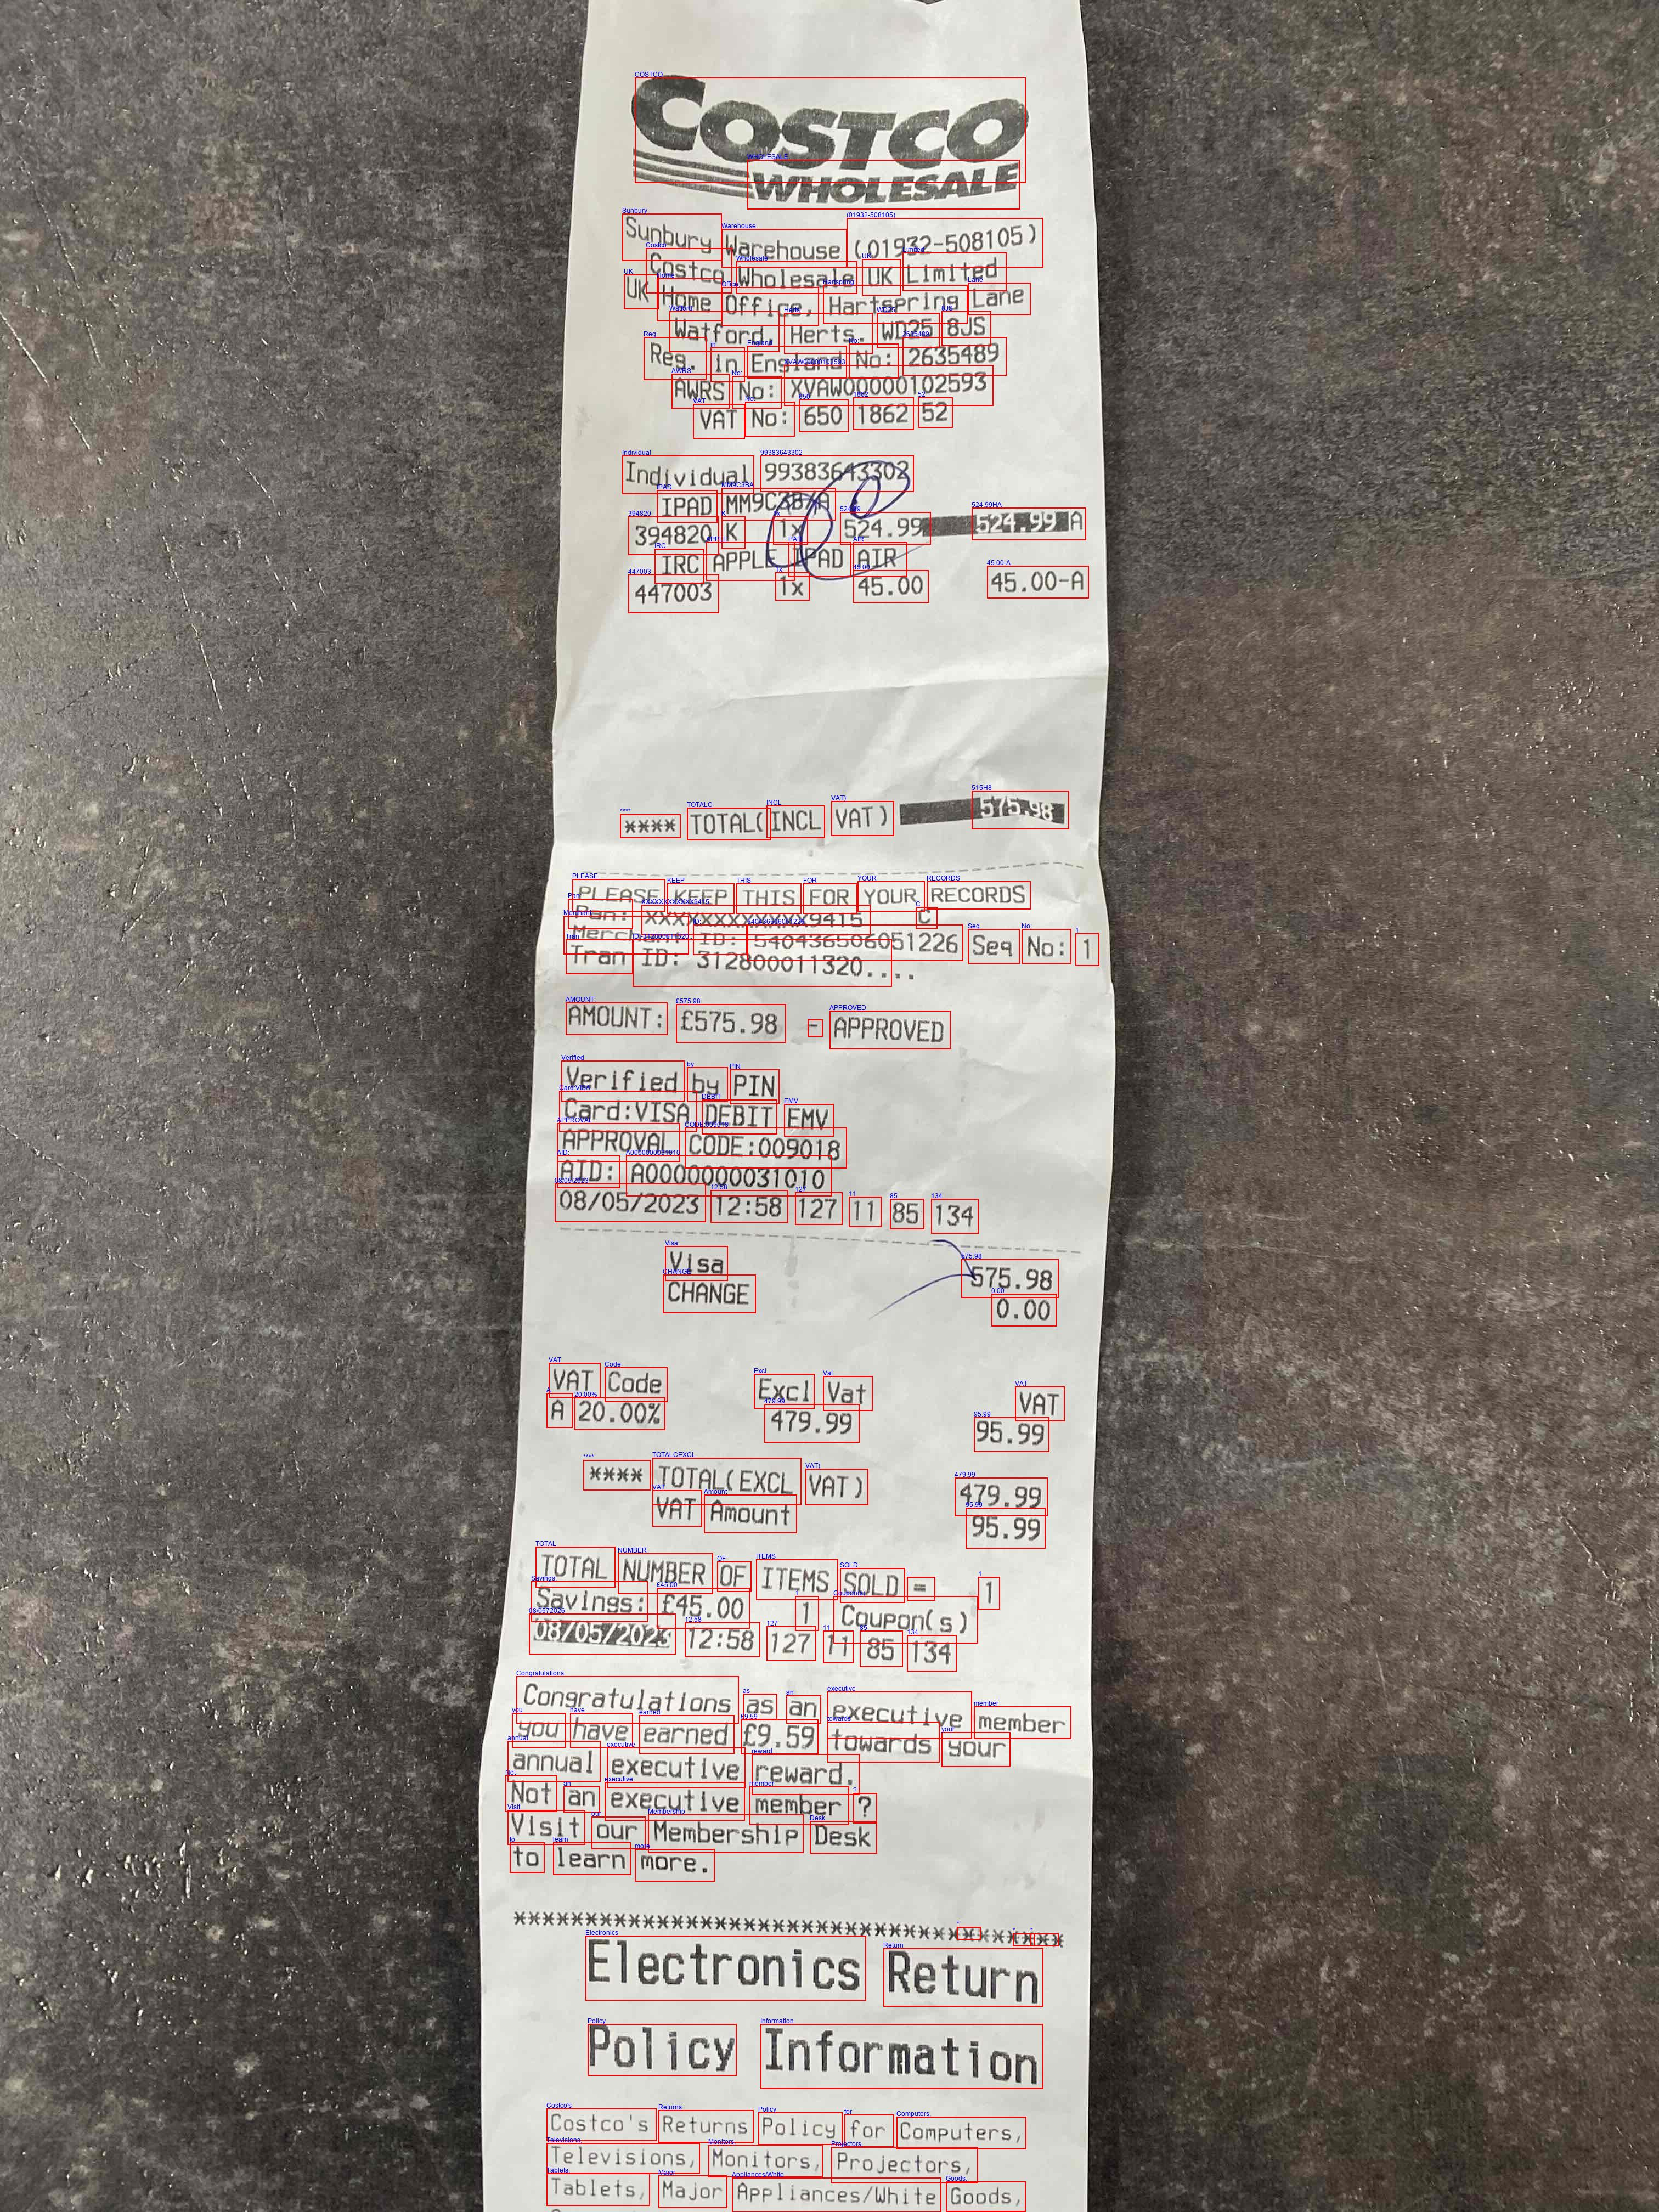 COSTCO
WHOLESALE
Sunbury Warehouse (01932-508105)
Costco Wholesale UK Limited
UK Home Office, Hartspring Lane
Watford, Herts. WD25 8JS
Reg. in England No: 2635489
AWRS No: XVAW00000102593
VAT No: 650 1862 52
Individual 99383643302
IPAD MM9C3B/A
394820 K 1x 524.99 524.99 A
IRC APPLE IPAD AIR
447003 1x 45.00 45.00-A
**** TOTAL(INCL VAT) 575.98
PLEASE KEEP THIS FOR YOUR RECORDS
Pan: XXXXXXXXXXXX9415 C
Merchant ID: 540436506051226 Seq No: 1
Tran ID: 312800011320....
AMOUNT: £575.98 - APPROVED
Verified by PIN
Card:VISA DEBIT EMV
APPROVAL CODE:009018
AID: A0000000031010
08/05/2023 12:58 127 11 85 134
Visa 575.98
CHANGE 0.00
VAT Code Excl Vat VAT
A 20.00% 479.99 95.99
**** TOTAL(EXCL VAT) 479.99
VAT Amount 95.99
TOTAL NUMBER OF ITEMS SOLD = 1
Savings: £45.00 1 Coupon(s)
08/05/2023 12:58 127 11 85 134
Congratulations as an executive member
you have earned £9.59 towards your
annual executive reward.
Not an executive member ?
Visit our Membership Desk
to learn more.
**********************************************
Electronics Return
Policy Information
Costco's Returns Policy for Computers,
Televisions, Monitors, Projectors,
Tablets, Major Appliances/White Goods,